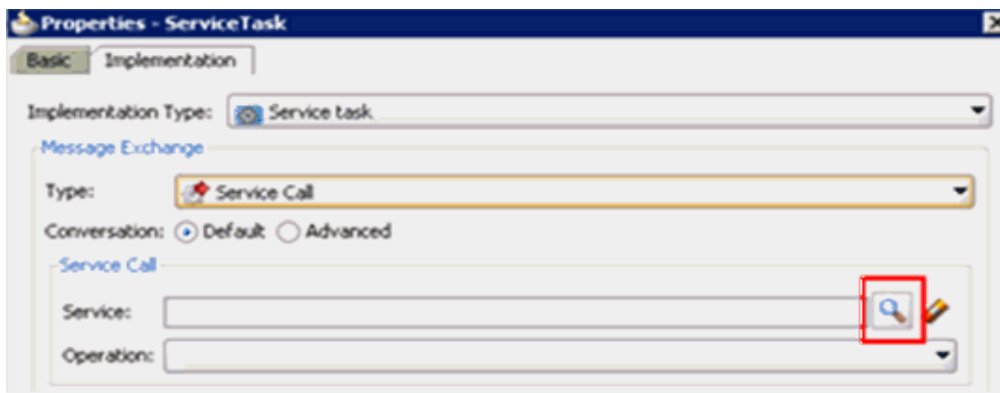 Properties - ServiceTask
Basic Implementation
Implementation Type: Service task
Message Exchange
Type: Service Call
Conversation: Default Advanced
Service Call
Service:
Operation: